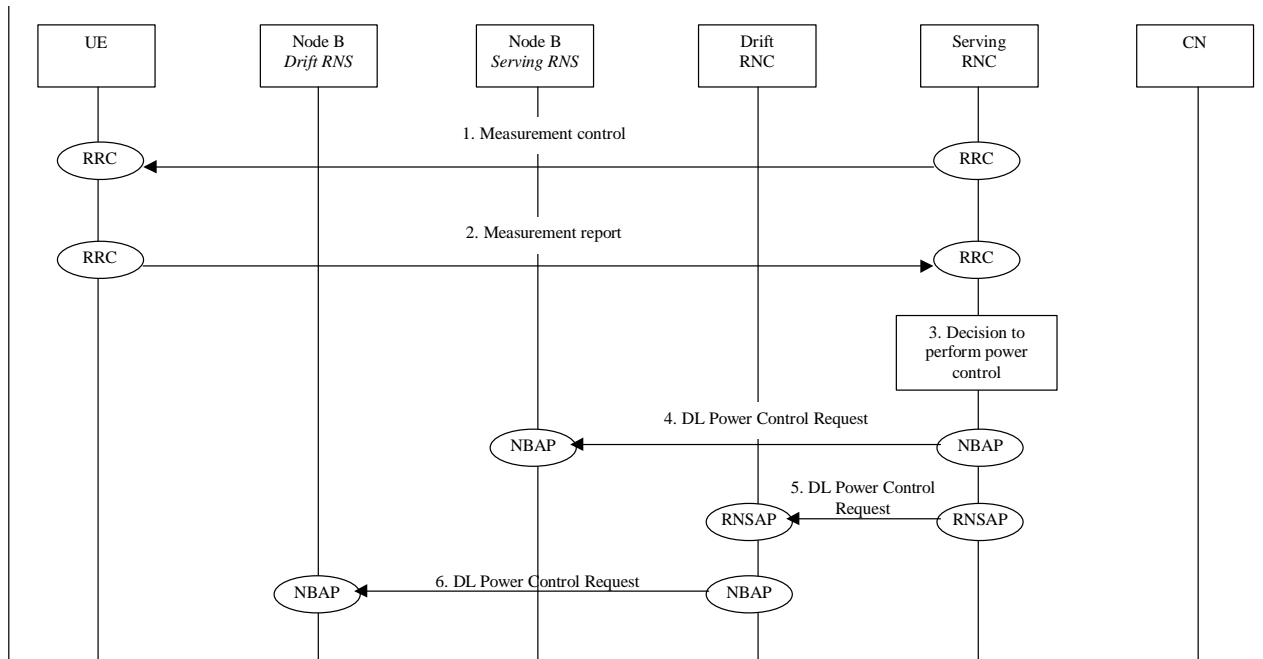 UE
Node B
Drift RNS
Node B
Serving RNS
Drift
RNC
Serving
RNC
CN
1. Measurement control
RRC
RRC
2. Measurement report
RRC
RRC
3. Decision to
perform power
control
4. DL Power Control Request
NBAP
NBAP
5. DL Power Control
Request
RNSAP
RNSAP
6. DL Power Control Request
NBAP
NBAP